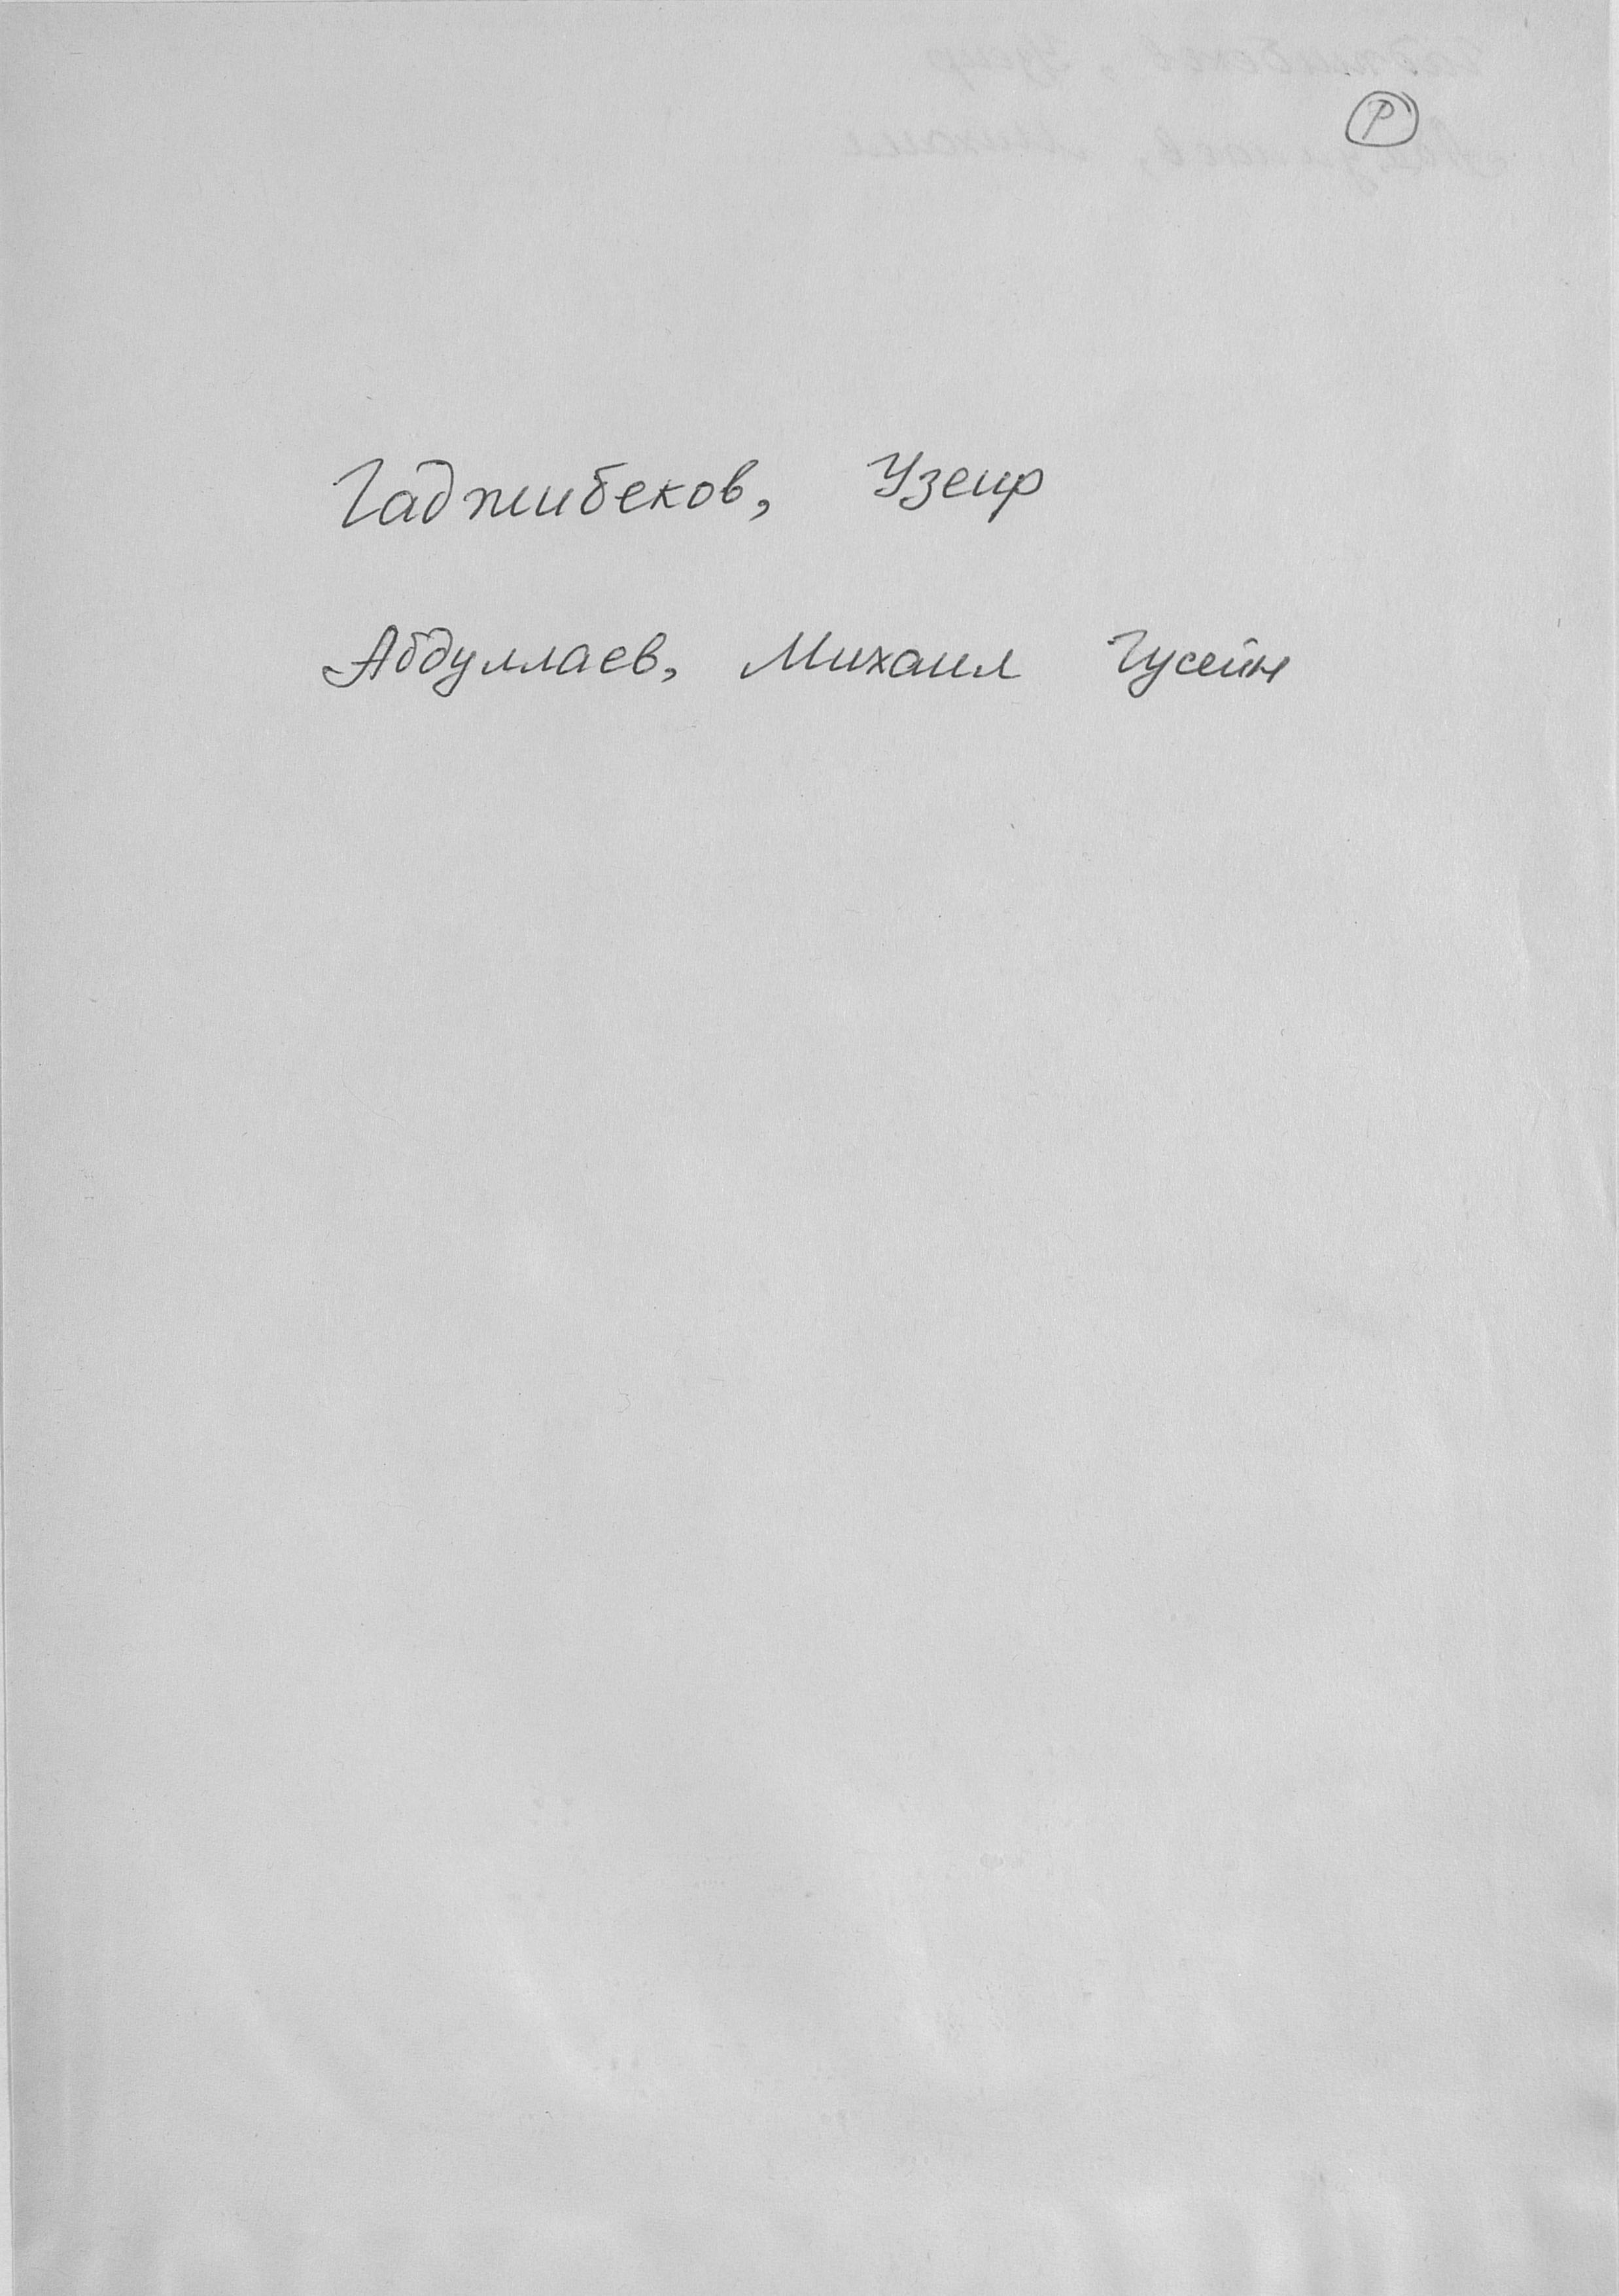 Р
Гаджибеков, Узеир
Абдуллаев, Михаил Гусейн